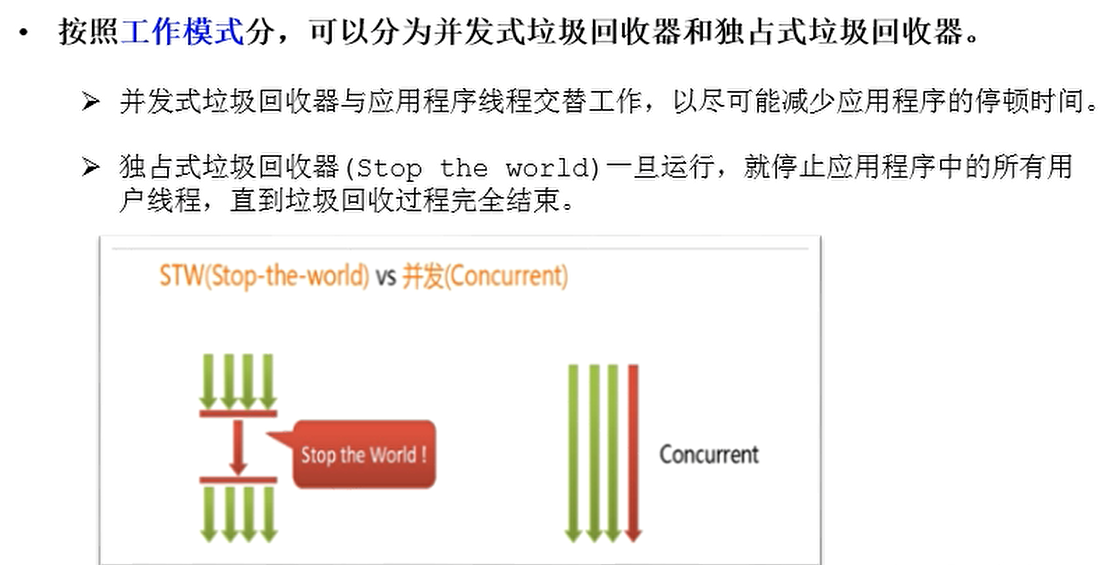 • 按照工作模式分，可以分为并发式垃圾回收器和独占式垃圾回收器。
➢ 并发式垃圾回收器与应用程序线程交替工作，以尽可能减少应用程序的停顿时间。
➢ 独占式垃圾回收器(Stop the world)一旦运行，就停止应用程序中的所有用
户线程，直到垃圾回收过程完全结束。
STW(Stop-the-world) vs 并发(Concurrent)
Stop the World !
Concurrent